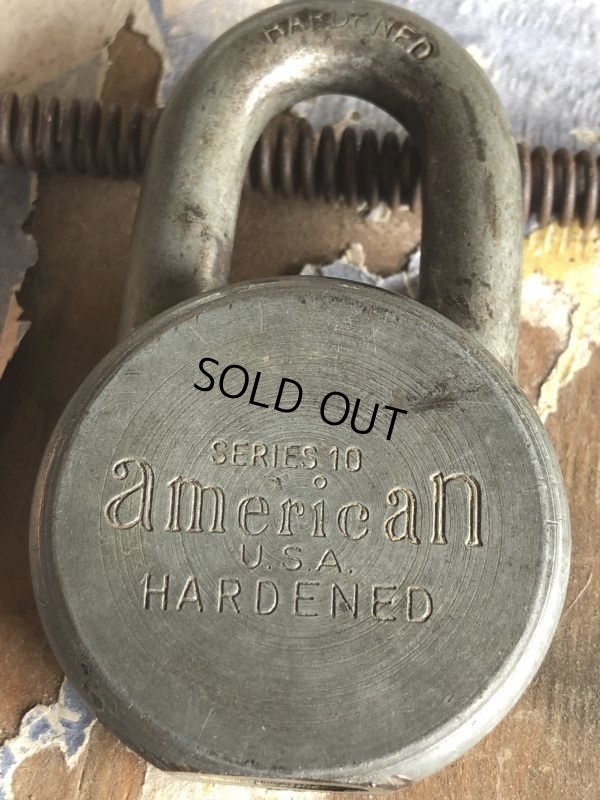 HARDENED
SOLD OUT
SERIES 10
american
U.S.A.
HARDENED